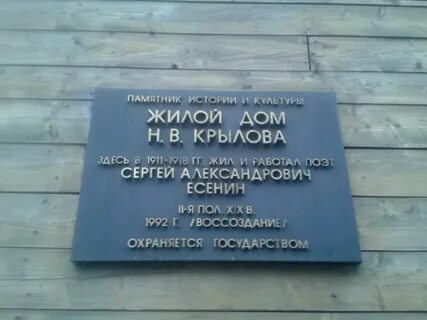 ПАМЯТНИК ИСТОРИИ И КУЛЬТУРЫ
ЖИЛОЙ ДОМ
Н. В. КРЫЛОВА
ЗДЕСЬ В 1911-1918 ГГ. ЖИЛ И РАБОТАЛ ПОЭТ
СЕРГЕЙ АЛЕКСАНДРОВИЧ
ЕСЕНИН
II-Я ПОЛ. XIX В.
1992 Г. /ВОССОЗДАНИЕ/
ОХРАНЯЕТСЯ ГОСУДАРСТВОМ